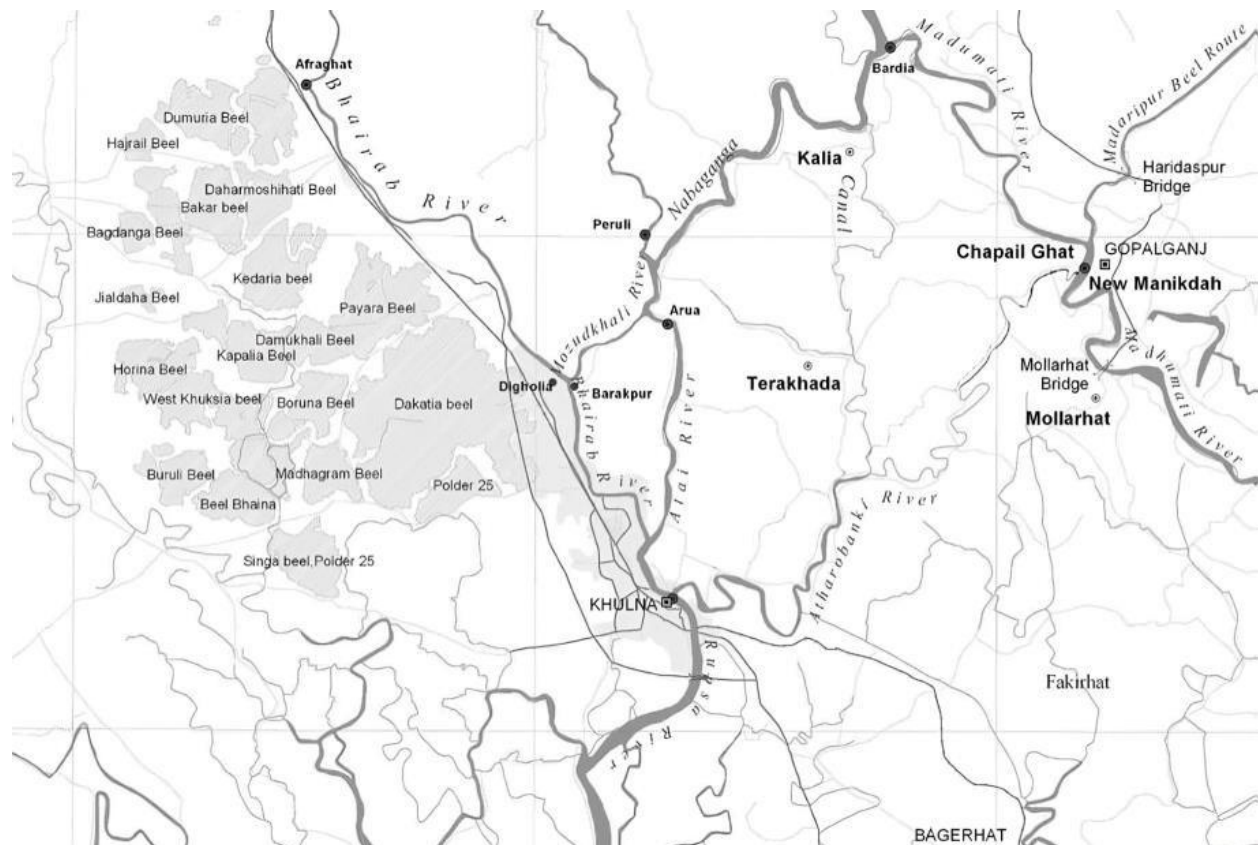 Afraghat
Bhairab River
Dumuria Beel
Hajrail Beel
Daharmoshihati Beel
Bakar beel
Bagdanga Beel
Kedaria beel
Jialdaha Beel
Payara Beel
Damukhali Beel
Kapalia Beel
Horina Beel
West Khuksia beel
Boruna Beel
Dakatia beel
Buruli Beel
Madhagram Beel
Polder 25
Beel Bhaina
Singa beel,Polder 25
Bardia
Madumati River
Madaripur Beel Route
Kalia
Canal
Nabaganga
Haridaspur
Bridge
Peruli
Chapail Ghat
GOPALGANJ
New Manikdah
Mozudkhali River
Arua
Digholia
Barakpur
Terakhada
Mollarhat
Bridge
Mollarhat
Madhumati River
Bhairab River
Atai River
Atharobanki River
KHULNA
Rupsa River
Fakirhat
BAGERHAT